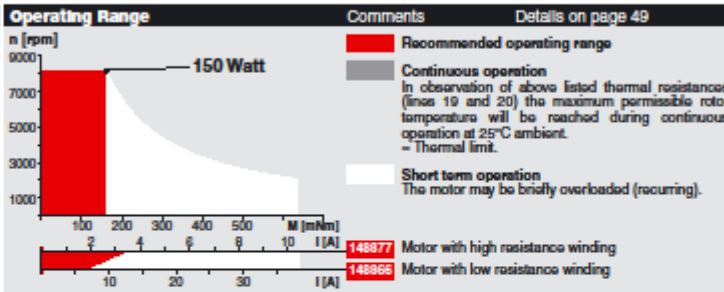 Operating Range
Comments Details on page 49
n [rpm]
9000
7000
5000
3000
1000
150 Watt
100 200 300 400 500 M [mNm]
2 4 6 8 10 I [A]
10 20 30 I [A]
Recommended operating range
Continuous operation
In observation of above listed thermal resistances
(lines 19 and 20) the maximum permissible roto
temperature will be reached during continuous
operation at 25°C ambient.
= Thermal limit.
Short term operation
The motor may be briefly overloaded (recurring).
148877 Motor with high resistance winding
148866 Motor with low resistance winding